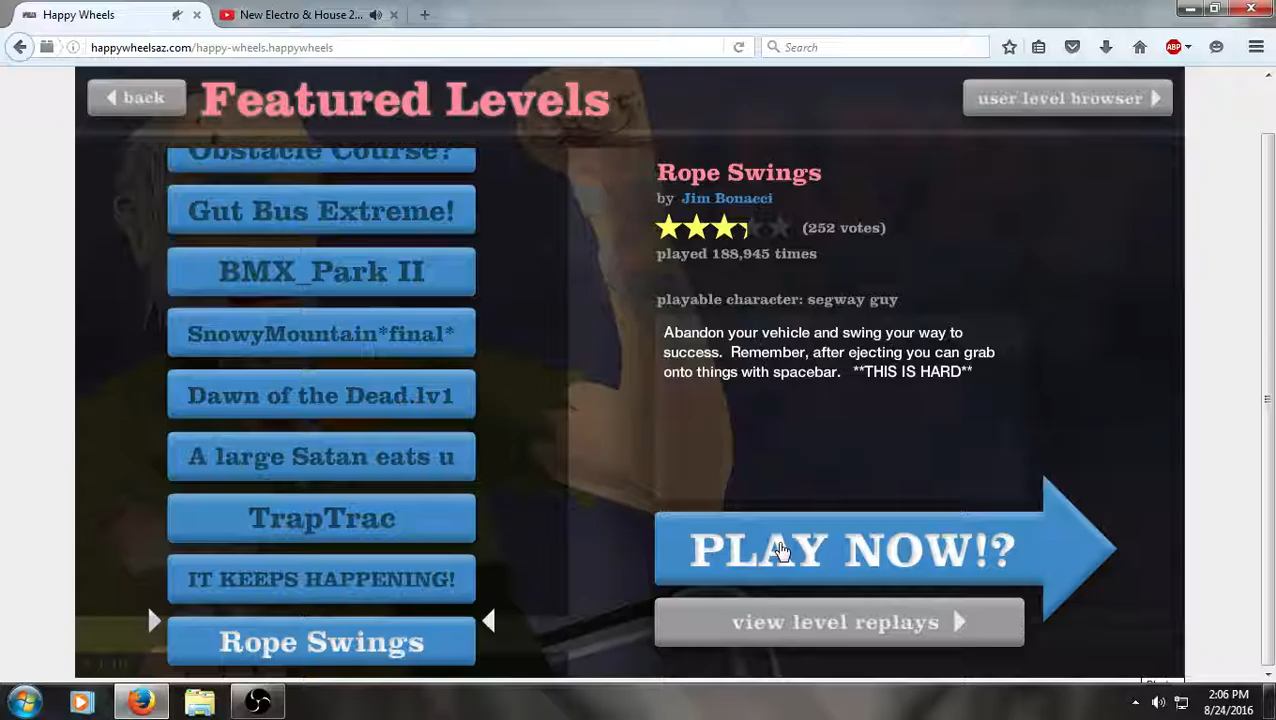 Happy Wheels
New Electro & House 2...
happywheelsaz.com/happy-wheels.happywheels
Search
ABP
back
Featured Levels
user level browser
Obstacle Course?
Gut Bus Extreme!
BMX_Park II
SnowyMountain*final*
Dawn of the Dead.lv1
A large Satan eats u
TrapTrac
IT KEEPS HAPPENING!
Rope Swings
Rope Swings
by Jim Bonacci
(252 votes)
played 188,945 times
playable character: segway guy
Abandon your vehicle and swing your way to
success. Remember, after ejecting you can grab
onto things with spacebar. **THIS IS HARD**
PLAY NOW!?
view level replays
2:06 PM
8/24/2016